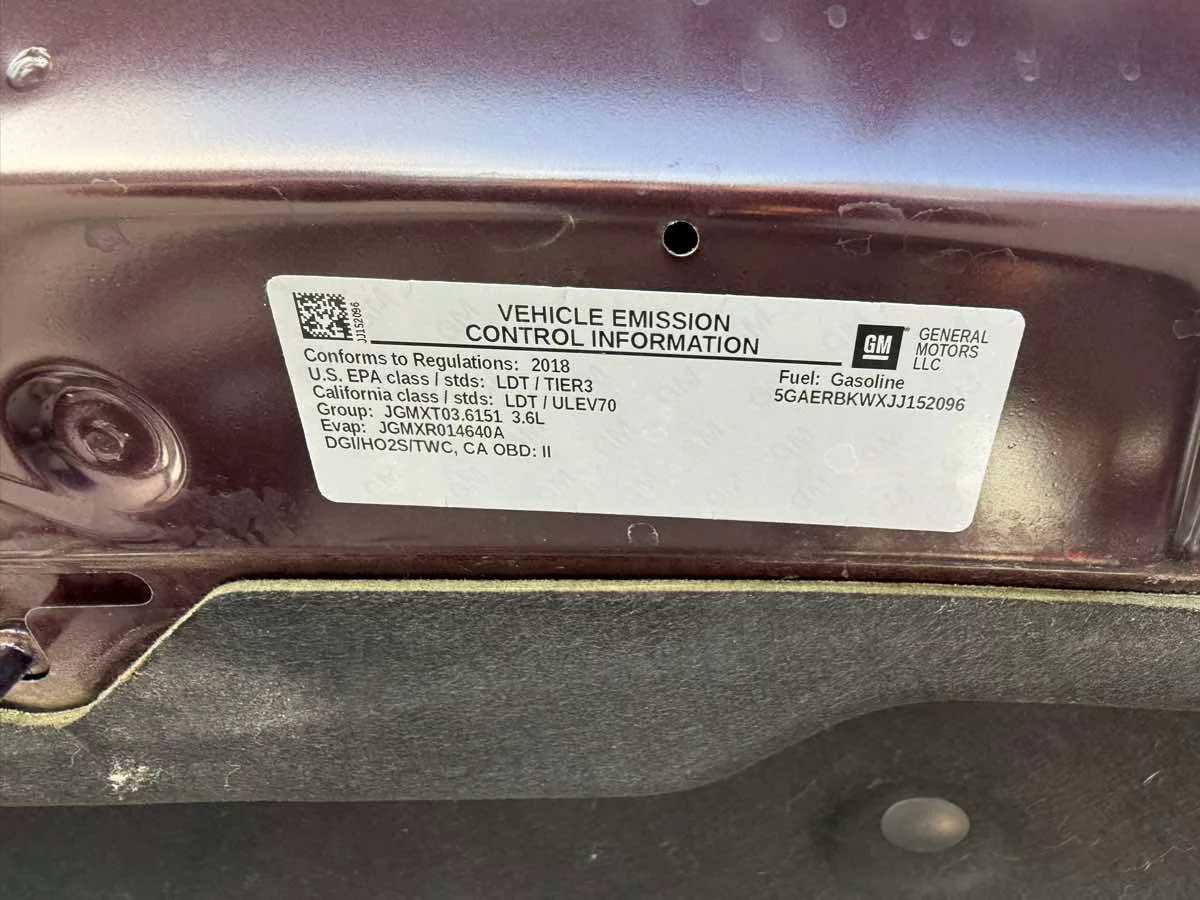 JJ152096
VEHICLE EMISSION
CONTROL INFORMATION
GM
GENERAL
MOTORS
LLC
Conforms to Regulations: 2018
U.S. EPA class / stds: LDT / TIER3
California class / stds: LDT / ULEV70
Group: JGMXT03.6151 3.6L
Evap: JGMXR014640A
DGI/HO2S/TWC, CA OBD: II
Fuel: Gasoline
5GAERBKWXJJ152096